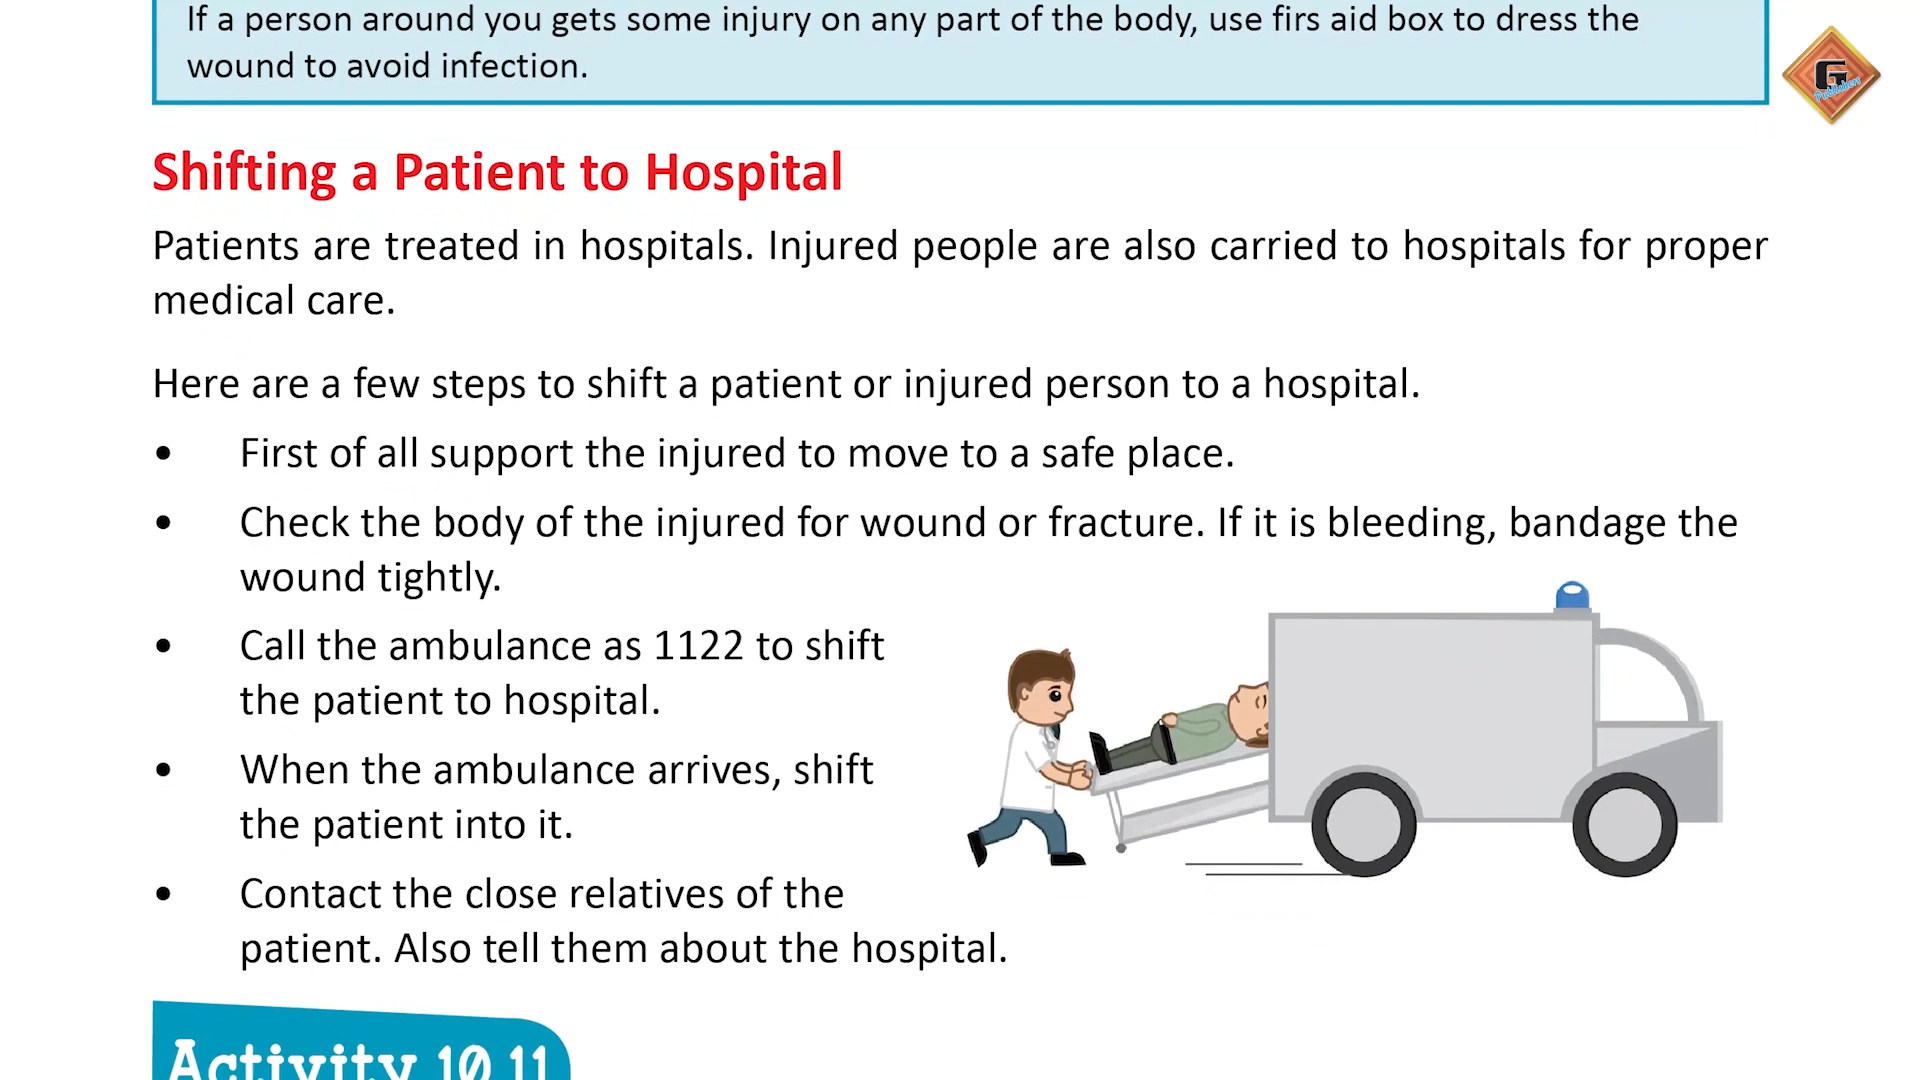 If a person around you gets some injury on any part of the body, use firs aid box to dress the
wound to avoid infection.
G
Publishers
Shifting a Patient to Hospital
Patients are treated in hospitals. Injured people are also carried to hospitals for proper
medical care.
Here are a few steps to shift a patient or injured person to a hospital.
• First of all support the injured to move to a safe place.
• Check the body of the injured for wound or fracture. If it is bleeding, bandage the
wound tightly.
• Call the ambulance as 1122 to shift
the patient to hospital.
• When the ambulance arrives, shift
the patient into it.
• Contact the close relatives of the
patient. Also tell them about the hospital.
Activity 10.11